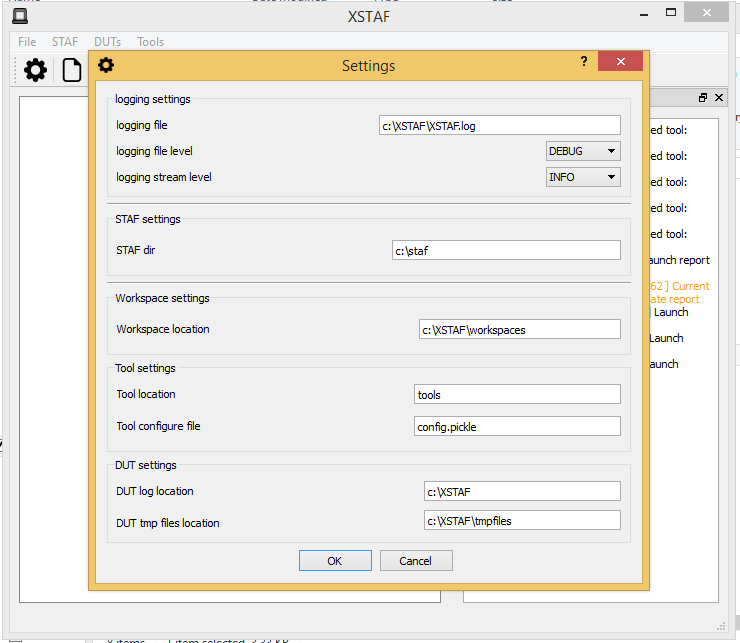 XSTAF
File STAF DUTs Tools
Settings
?
logging settings
logging file
c:\XSTAF\XSTAF.log
logging file level
DEBUG
logging stream level
INFO
STAF settings
STAF dir
c:\staf
Workspace settings
Workspace location
c:\XSTAF\workspaces
Tool settings
Tool location
tools
Tool configure file
config.pickle
DUT settings
DUT log location
c:\XSTAF
DUT tmp files location
c:\XSTAF\tmpfiles
OK
Cancel
ed tool:
ed tool:
ed tool:
ed tool:
ed tool:
aunch report
62 ] Current
ate report
Launch
Launch
aunch